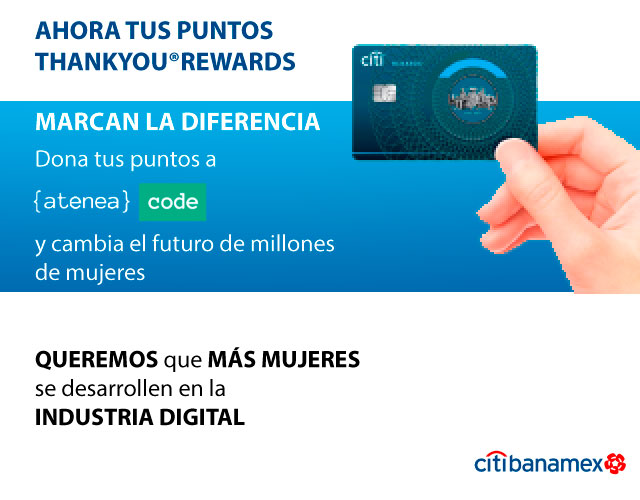 AHORA TUS PUNTOS
THANKYOU®REWARDS
citi
MARCAN LA DIFERENCIA
Dona tus puntos a
{atenea} code
y cambia el futuro de millones
de mujeres
QUEREMOS que MÁS MUJERES
se desarrollen en la
INDUSTRIA DIGITAL
citibanamex